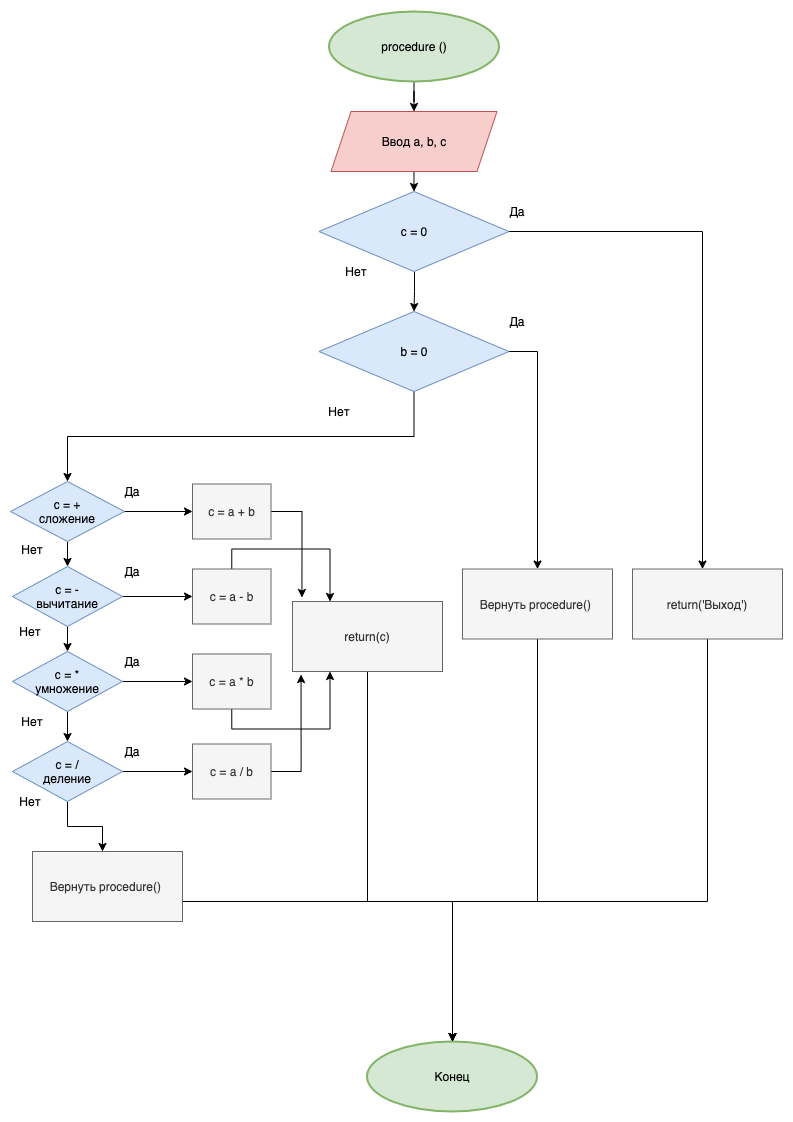 procedure ()
Ввод a, b, c
c = 0
Да
Нет
b = 0
Да
Нет
c = +
сложение
Да
c = a + b
Нет
c = -
вычитание
Да
c = a - b
return(c)
Вернуть procedure()
return('Выход')
Нет
c = *
умножение
Да
c = a * b
Нет
c = /
деление
Да
c = a / b
Нет
Вернуть procedure()
Конец